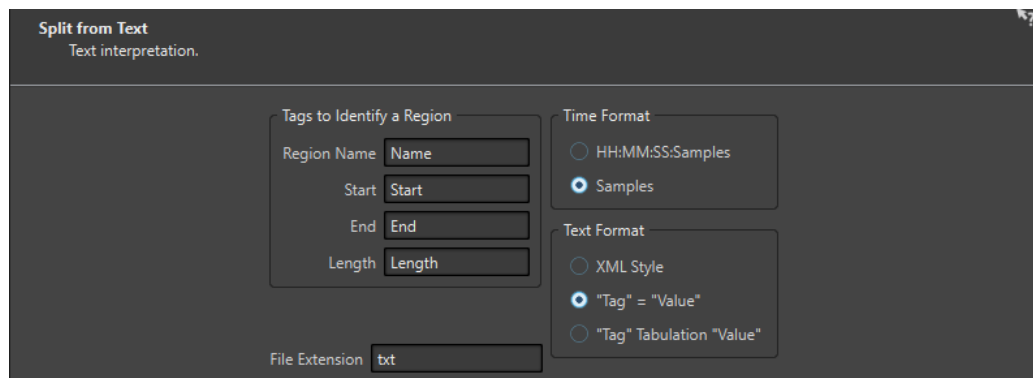 Split from Text
Text interpretation.
Tags to Identify a Region
Region Name Name
Start Start
End End
Length Length
File Extension txt
Time Format
HH:MM:SS:Samples
Samples
Text Format
XML Style
"Tag" = "Value"
"Tag" Tabulation "Value"